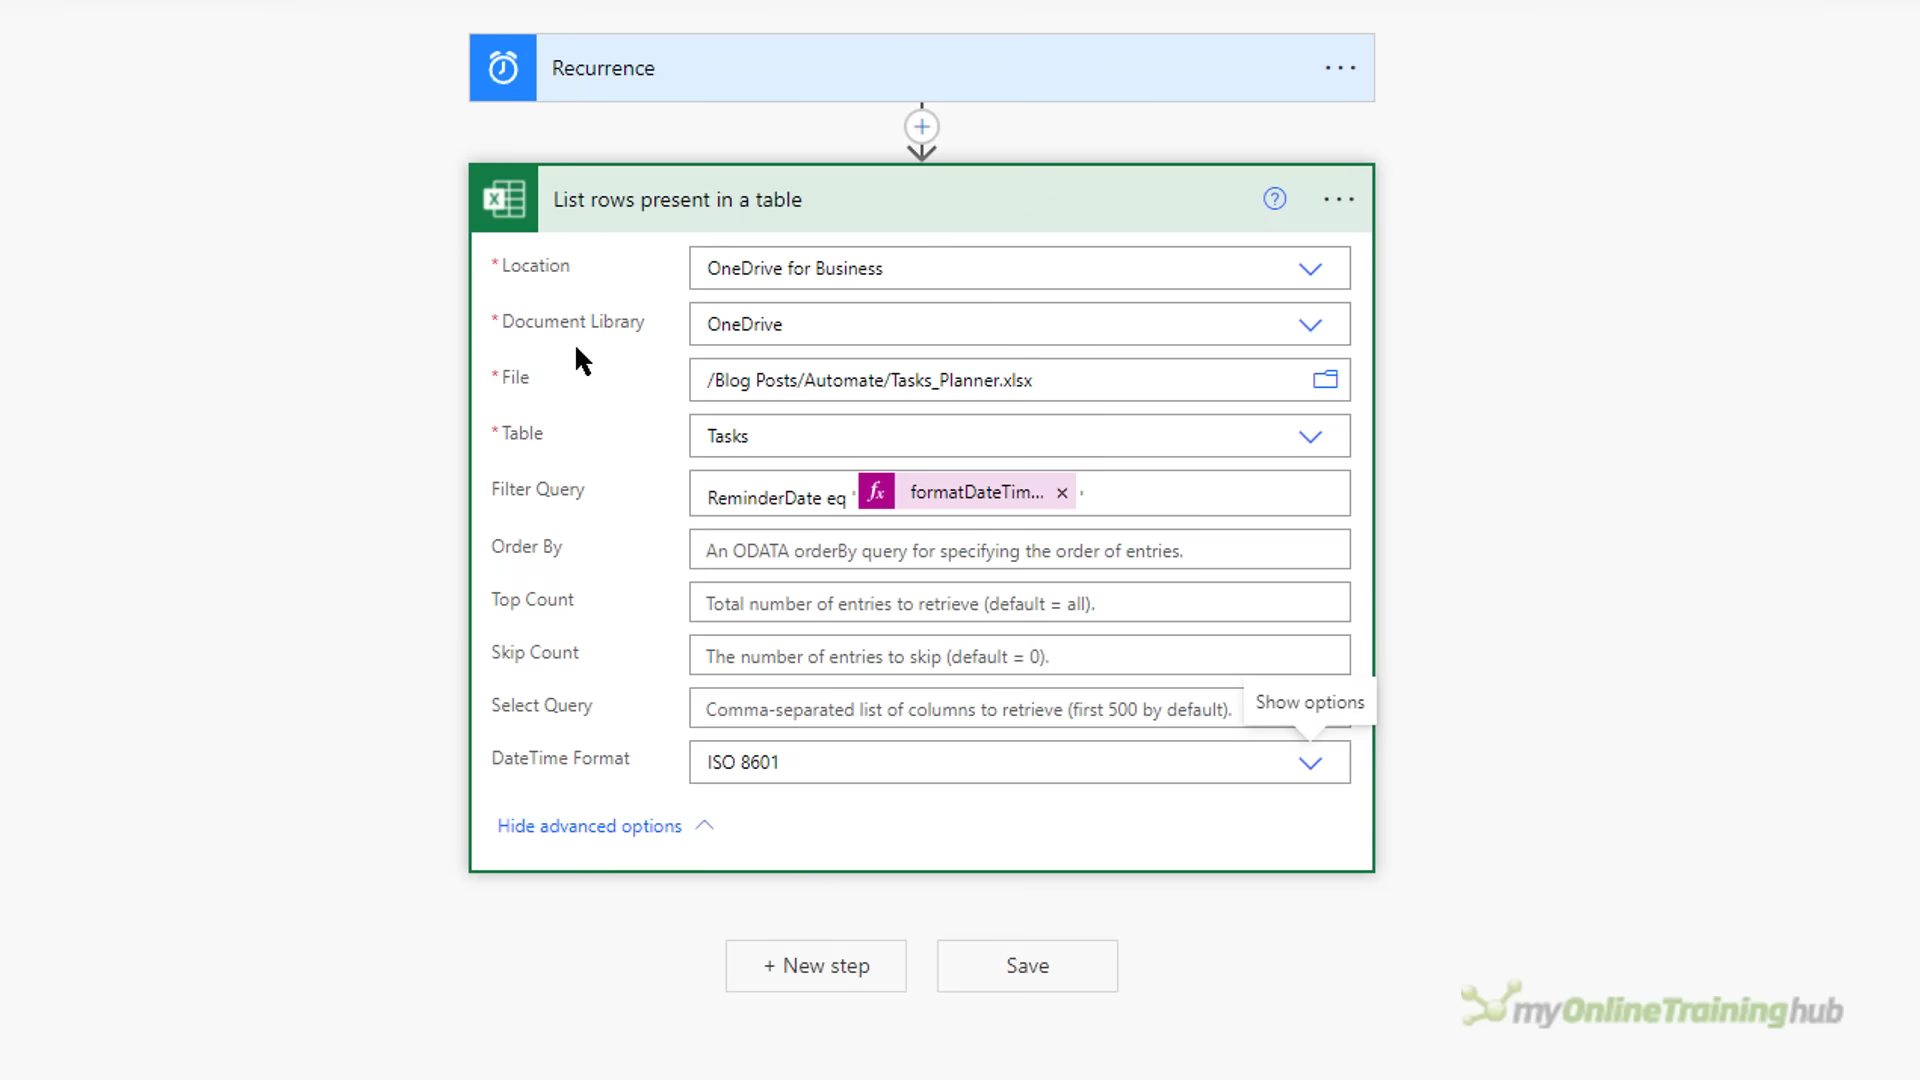 Recurrence
List rows present in a table
* Location
OneDrive for Business
* Document Library
OneDrive
* File
/Blog Posts/Automate/Tasks_Planner.xlsx
* Table
Tasks
Filter Query
ReminderDate eq ' fx formatDateTim... × '
Order By
An ODATA orderBy query for specifying the order of entries.
Top Count
Total number of entries to retrieve (default = all).
Skip Count
The number of entries to skip (default = 0).
Select Query
Comma-separated list of columns to retrieve (first 500 by default).
Show options
DateTime Format
ISO 8601
Hide advanced options
+ New step
Save
myOnlineTraininghub